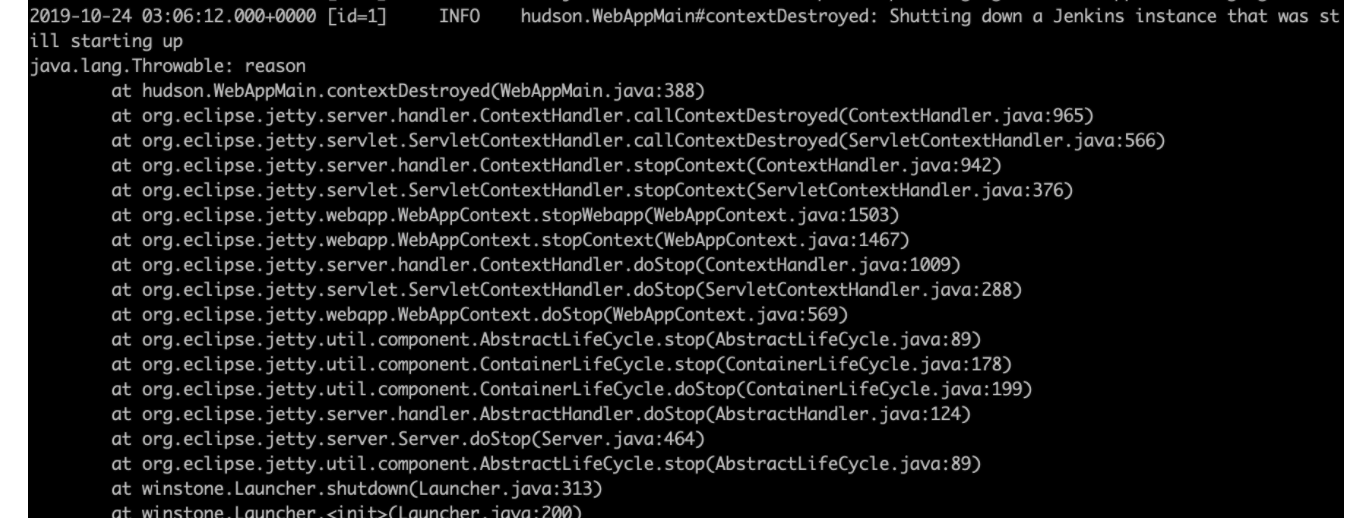 2019-10-24 03:06:12.000+0000 [id=1]     INFO    hudson.WebAppMain#contextDestroyed: Shutting down a Jenkins instance that was st
ill starting up
java.lang.Throwable: reason
        at hudson.WebAppMain.contextDestroyed(WebAppMain.java:388)
        at org.eclipse.jetty.server.handler.ContextHandler.callContextDestroyed(ContextHandler.java:965)
        at org.eclipse.jetty.servlet.ServletContextHandler.callContextDestroyed(ServletContextHandler.java:566)
        at org.eclipse.jetty.server.handler.ContextHandler.stopContext(ContextHandler.java:942)
        at org.eclipse.jetty.servlet.ServletContextHandler.stopContext(ServletContextHandler.java:376)
        at org.eclipse.jetty.webapp.WebAppContext.stopWebapp(WebAppContext.java:1503)
        at org.eclipse.jetty.webapp.WebAppContext.stopContext(WebAppContext.java:1467)
        at org.eclipse.jetty.server.handler.ContextHandler.doStop(ContextHandler.java:1009)
        at org.eclipse.jetty.servlet.ServletContextHandler.doStop(ServletContextHandler.java:288)
        at org.eclipse.jetty.webapp.WebAppContext.doStop(WebAppContext.java:569)
        at org.eclipse.jetty.util.component.AbstractLifeCycle.stop(AbstractLifeCycle.java:89)
        at org.eclipse.jetty.util.component.ContainerLifeCycle.stop(ContainerLifeCycle.java:178)
        at org.eclipse.jetty.util.component.ContainerLifeCycle.doStop(ContainerLifeCycle.java:199)
        at org.eclipse.jetty.server.handler.AbstractHandler.doStop(AbstractHandler.java:124)
        at org.eclipse.jetty.server.Server.doStop(Server.java:464)
        at org.eclipse.jetty.util.component.AbstractLifeCycle.stop(AbstractLifeCycle.java:89)
        at winstone.Launcher.shutdown(Launcher.java:313)
        at winstone.Launcher.<init>(Launcher.java:200)